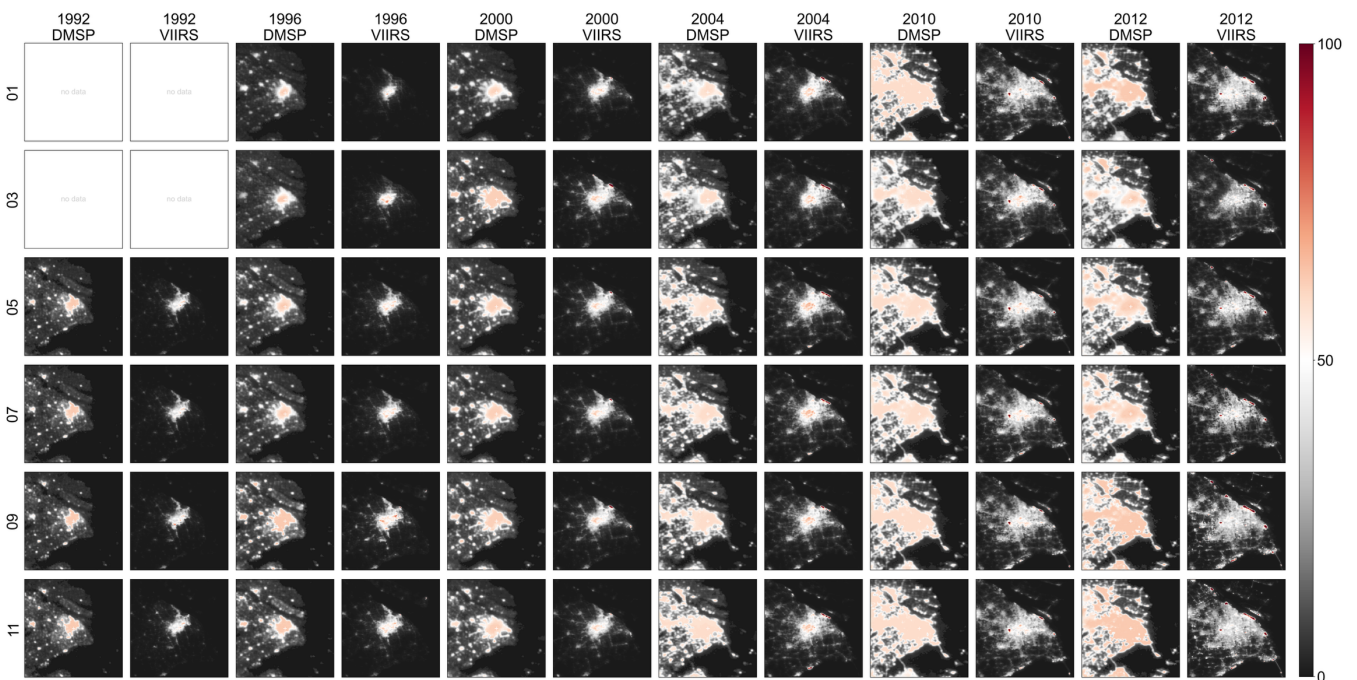 1992 1992 1996 1996 2000 2000 2004 2004 2010 2010 2012 2012
DMSP VIIRS DMSP VIIRS DMSP VIIRS DMSP VIIRS DMSP VIIRS DMSP VIIRS
100
01 no data no data
03 no data no data
05
50
07
09
11
0